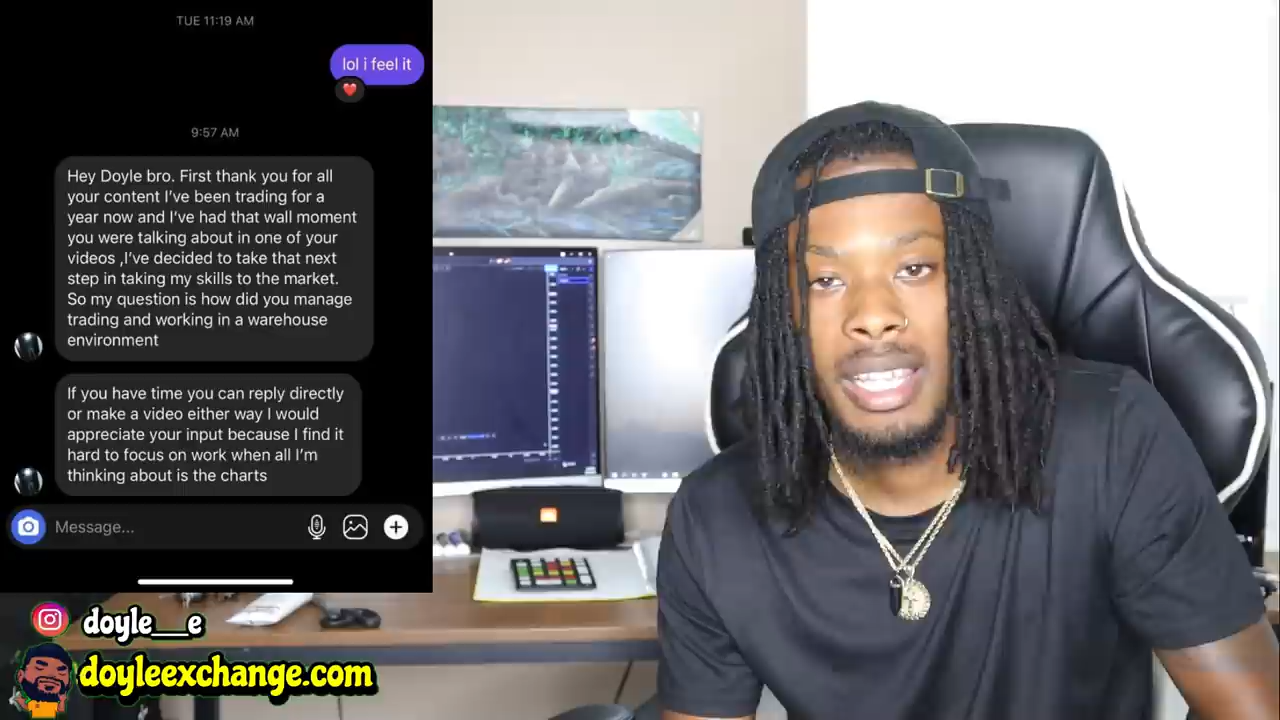 TUE 11:19 AM
lol i feel it
9:57 AM
Hey Doyle bro. First thank you for all
your content I've been trading for a
year now and I've had that wall moment
you were talking about in one of your
videos ,I've decided to take that next
step in taking my skills to the market.
So my question is how did you manage
trading and working in a warehouse
environment
If you have time you can reply directly
or make a video either way I would
appreciate your input because I find it
hard to focus on work when all I'm
thinking about is the charts
Message...
doyle__e
doyleexchange.com